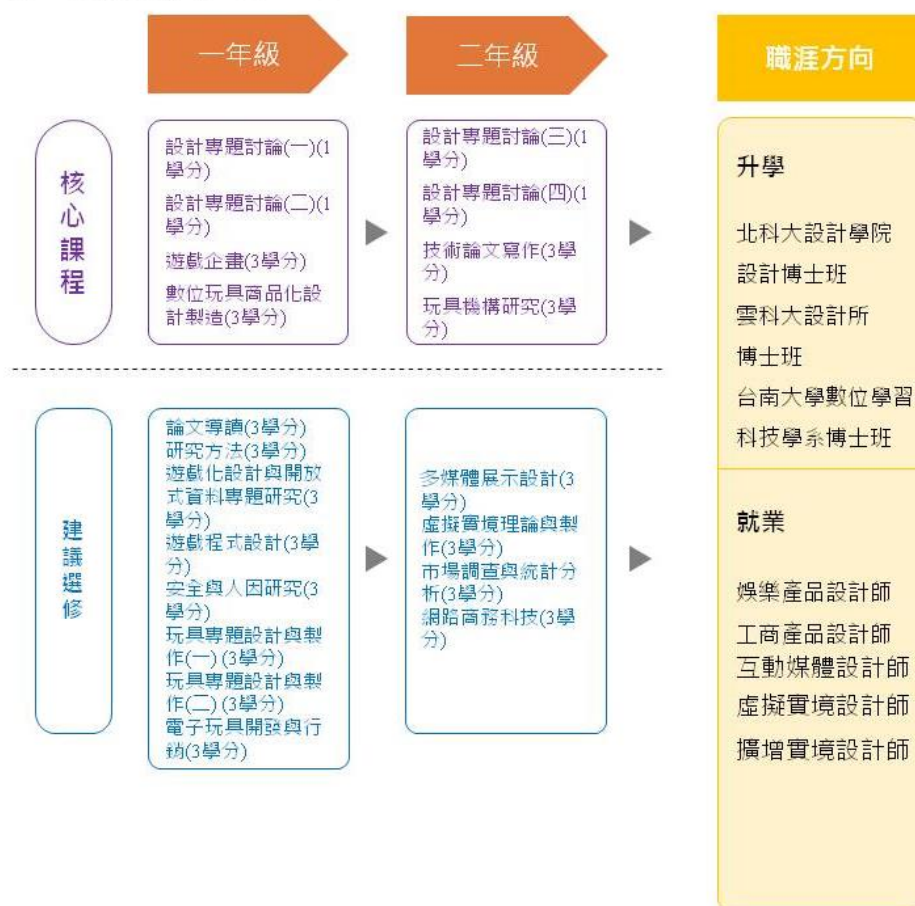 一年級
二年級
職涯方向
核
心
課
程
設計專題討論(一)(1
學分)
設計專題討論(二)(1
學分)
遊戲企畫(3學分)
數位玩具商品化設
計製造(3學分)
設計專題討論(三)(1
學分)
設計專題討論(四)(1
學分)
技術論文寫作(3學
分)
玩具機構研究(3學
分)
升學
北科大設計學院
設計博士班
雲科大設計所
博士班
台南大學數位學習
科技學系博士班
建
議
選
修
論文導讀(3學分)
研究方法(3學分)
遊戲化設計與開放
式資料專題研究(3
學分)
遊戲程式設計(3學
分)
安全與人因研究(3
學分)
玩具專題設計與製
作(一) (3學分)
玩具專題設計與製
作(二) (3學分)
電子玩具開發與行
銷(3學分)
多媒體展示設計(3
學分)
虛擬實境理論與製
作(3學分)
市場調查與統計分
析(3學分)
網路商務科技(3學
分)
就業
娛樂產品設計師
工商產品設計師
互動媒體設計師
虛擬實境設計師
擴增實境設計師